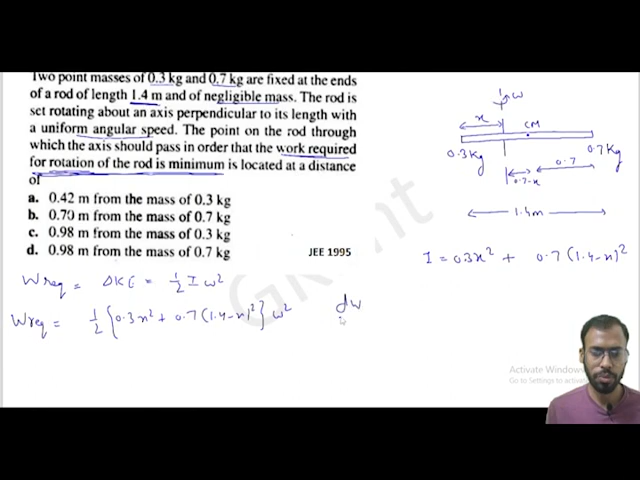 Two point masses of 0.3 kg and 0.7 kg are fixed at the ends
of a rod of length 1.4 m and of negligible mass. The rod is
set rotating about an axis perpendicular to its length with
a uniform angular speed. The point on the rod through
which the axis should pass in order that the work required
for rotation of the rod is minimum is located at a distance
of
a. 0.42 m from the mass of 0.3 kg
b. 0.70 m from the mass of 0.7 kg
c. 0.98 m from the mass of 0.3 kg
d. 0.98 m from the mass of 0.7 kg
JEE 1995
Wreq = ΔKE = 1/2 I ω²
Wreq = 1/2 {0.3x² + 0.7(1.4-x)²} ω²
dw
ω
x
CM
0.3Kg
0.7Kg
0.7
0.7-x
1.4m
I = 0.3x² + 0.7(1.4-x)²
Activate Windows
Go to Settings to activate